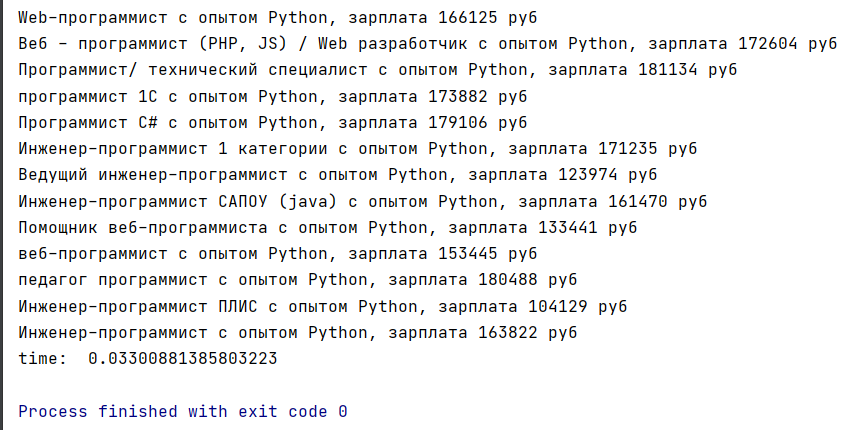 Web-программист с опытом Python, зарплата 166125 руб
Веб - программист (PHP, JS) / Web разработчик с опытом Python, зарплата 172604 руб
Программист/ технический специалист с опытом Python, зарплата 181134 руб
программист 1С с опытом Python, зарплата 173882 руб
Программист C# с опытом Python, зарплата 179106 руб
Инженер-программист 1 категории с опытом Python, зарплата 171235 руб
Ведущий инженер-программист с опытом Python, зарплата 123974 руб
Инженер-программист САПОУ (java) с опытом Python, зарплата 161470 руб
Помощник веб-программиста с опытом Python, зарплата 133441 руб
веб-программист с опытом Python, зарплата 153445 руб
педагог программист с опытом Python, зарплата 180488 руб
Инженер-программист ПЛИС с опытом Python, зарплата 104129 руб
Инженер-программист с опытом Python, зарплата 163822 руб
time:  0.03300881385803223
Process finished with exit code 0